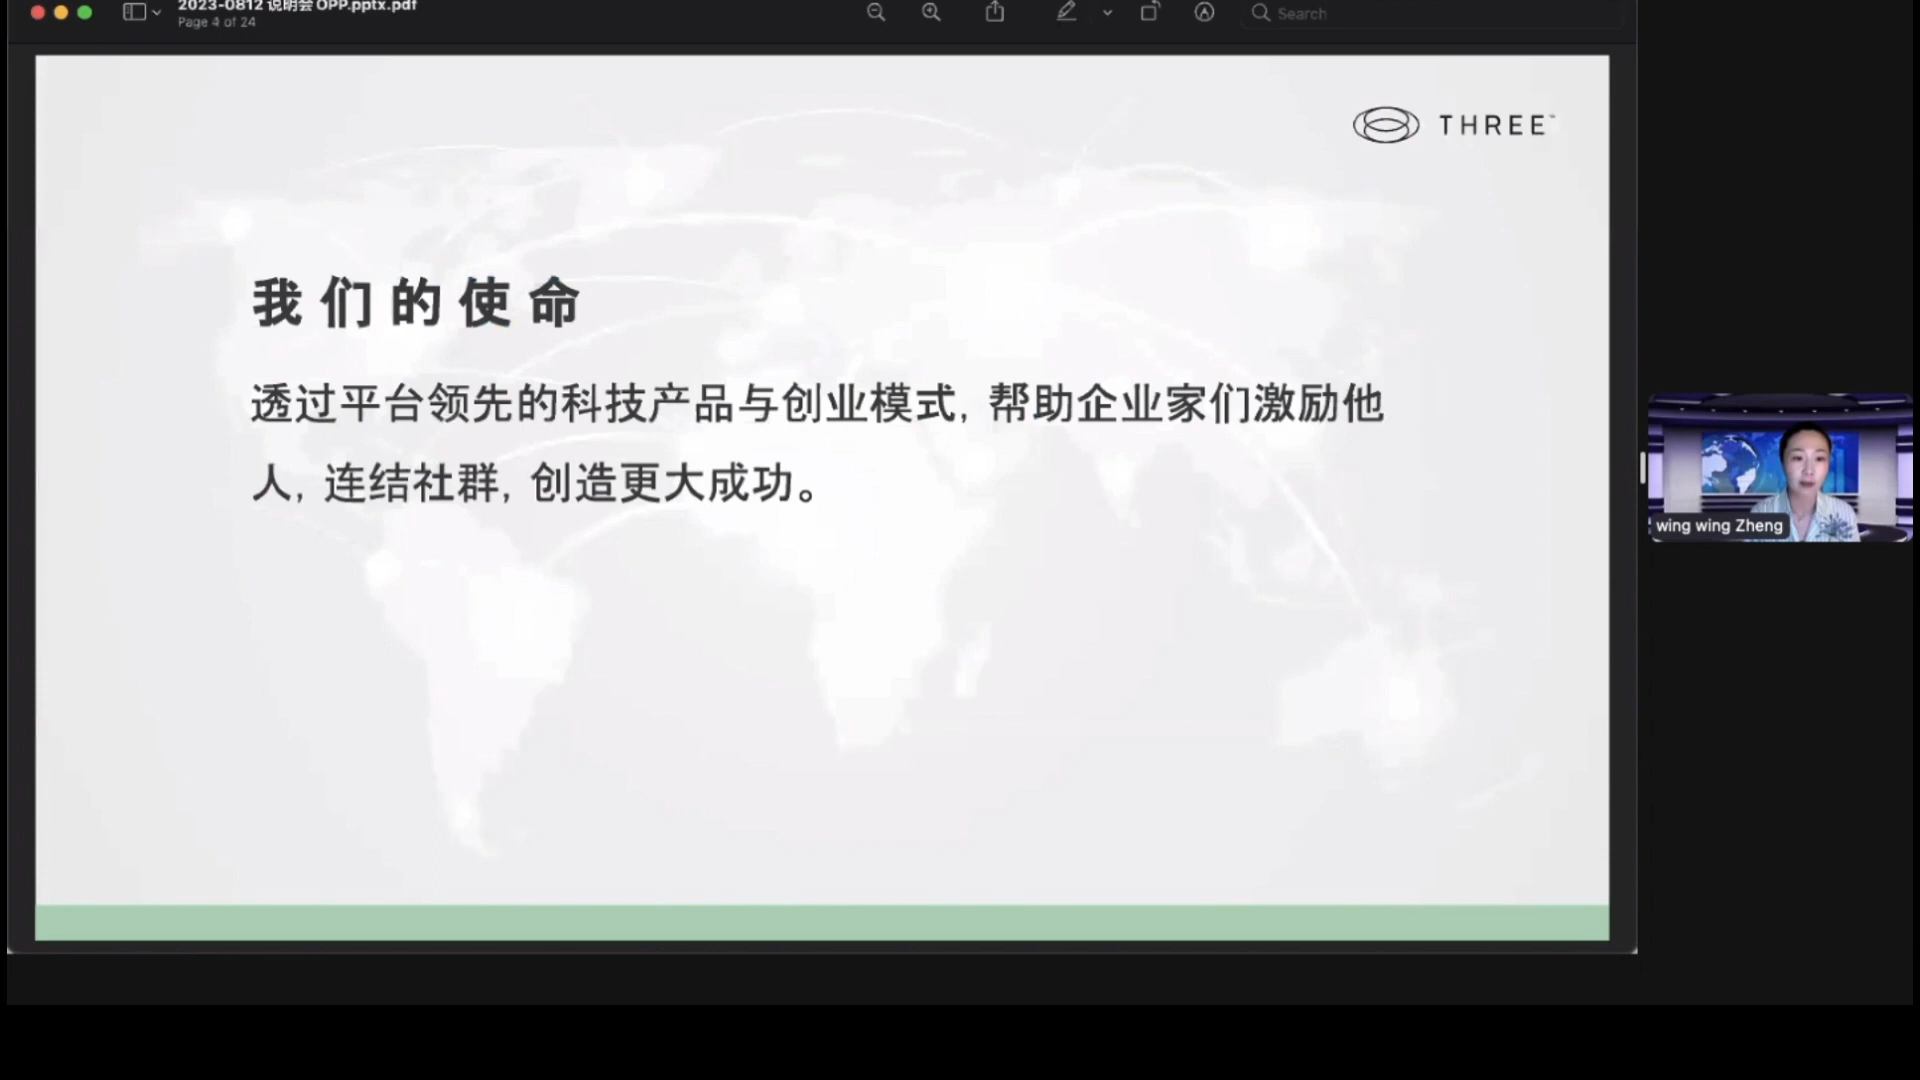 2023-0812 说明会 OPP.pptx.pdf
Page 4 of 24
Search
THREE™
我们的使命
透过平台领先的科技产品与创业模式, 帮助企业家们激励他
人, 连结社群, 创造更大成功。
wing wing Zheng